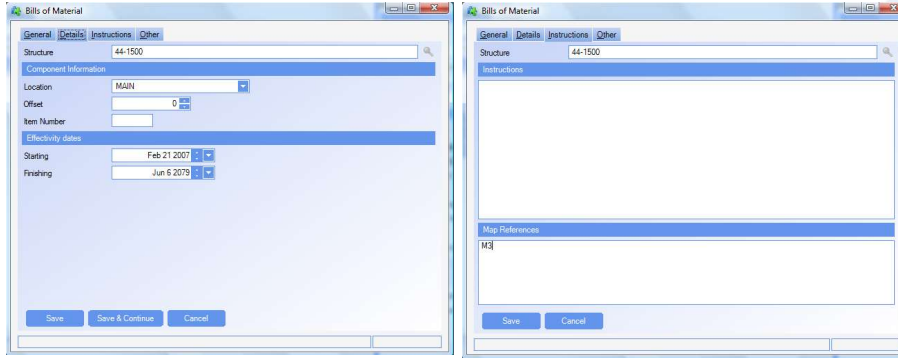 Bills of Material
General Details Instructions Other
Structure 44-1500
Component Information
Location MAIN
Offset 0
Item Number
Effectivity dates
Starting Feb 21 2007
Finishing Jun 6 2079
Save Save & Continue Cancel
Bills of Material
General Details Instructions Other
Structure 44-1500
Instructions
Map References
M3
Save Cancel